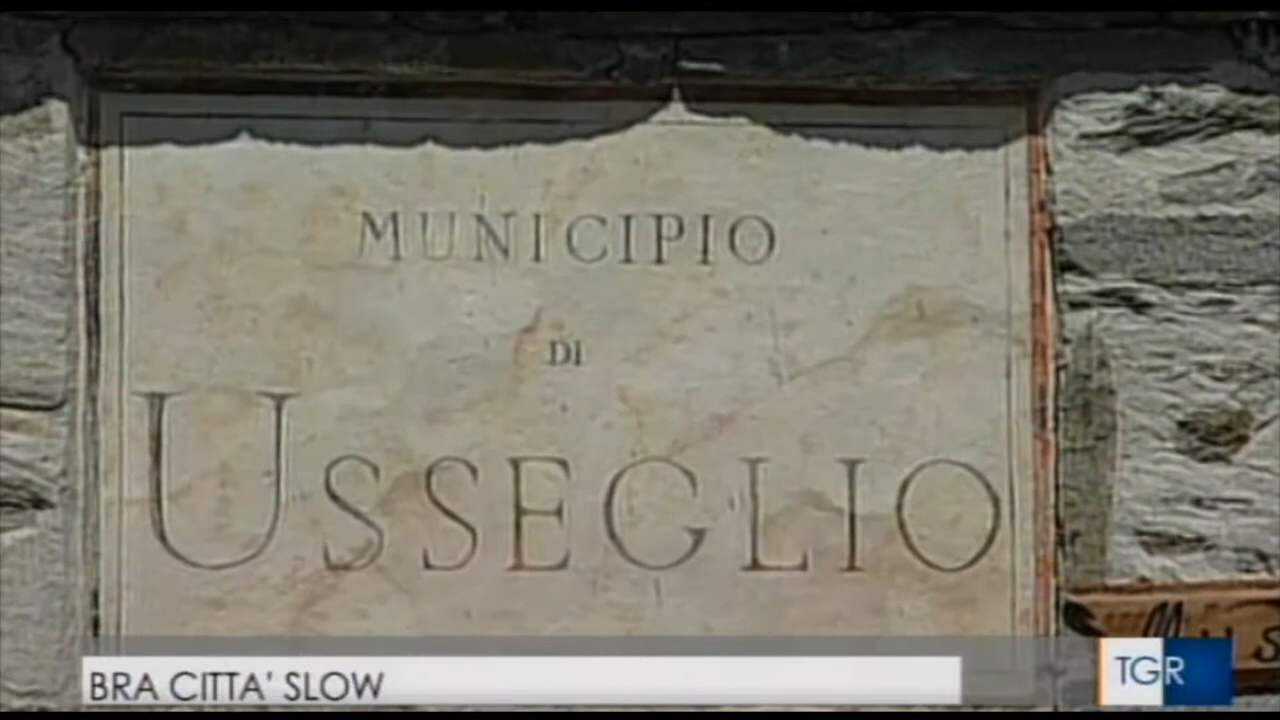 MUNICIPIO
DI
USSEGLIO
BRA CITTA' SLOW
TGR